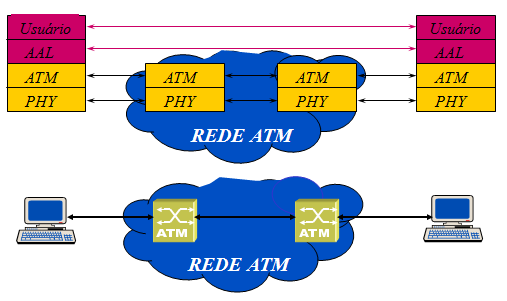 Usuário Usuário
AAL AAL
ATM ATM ATM ATM
PHY PHY PHY PHY
REDE ATM
ATM ATM
REDE ATM